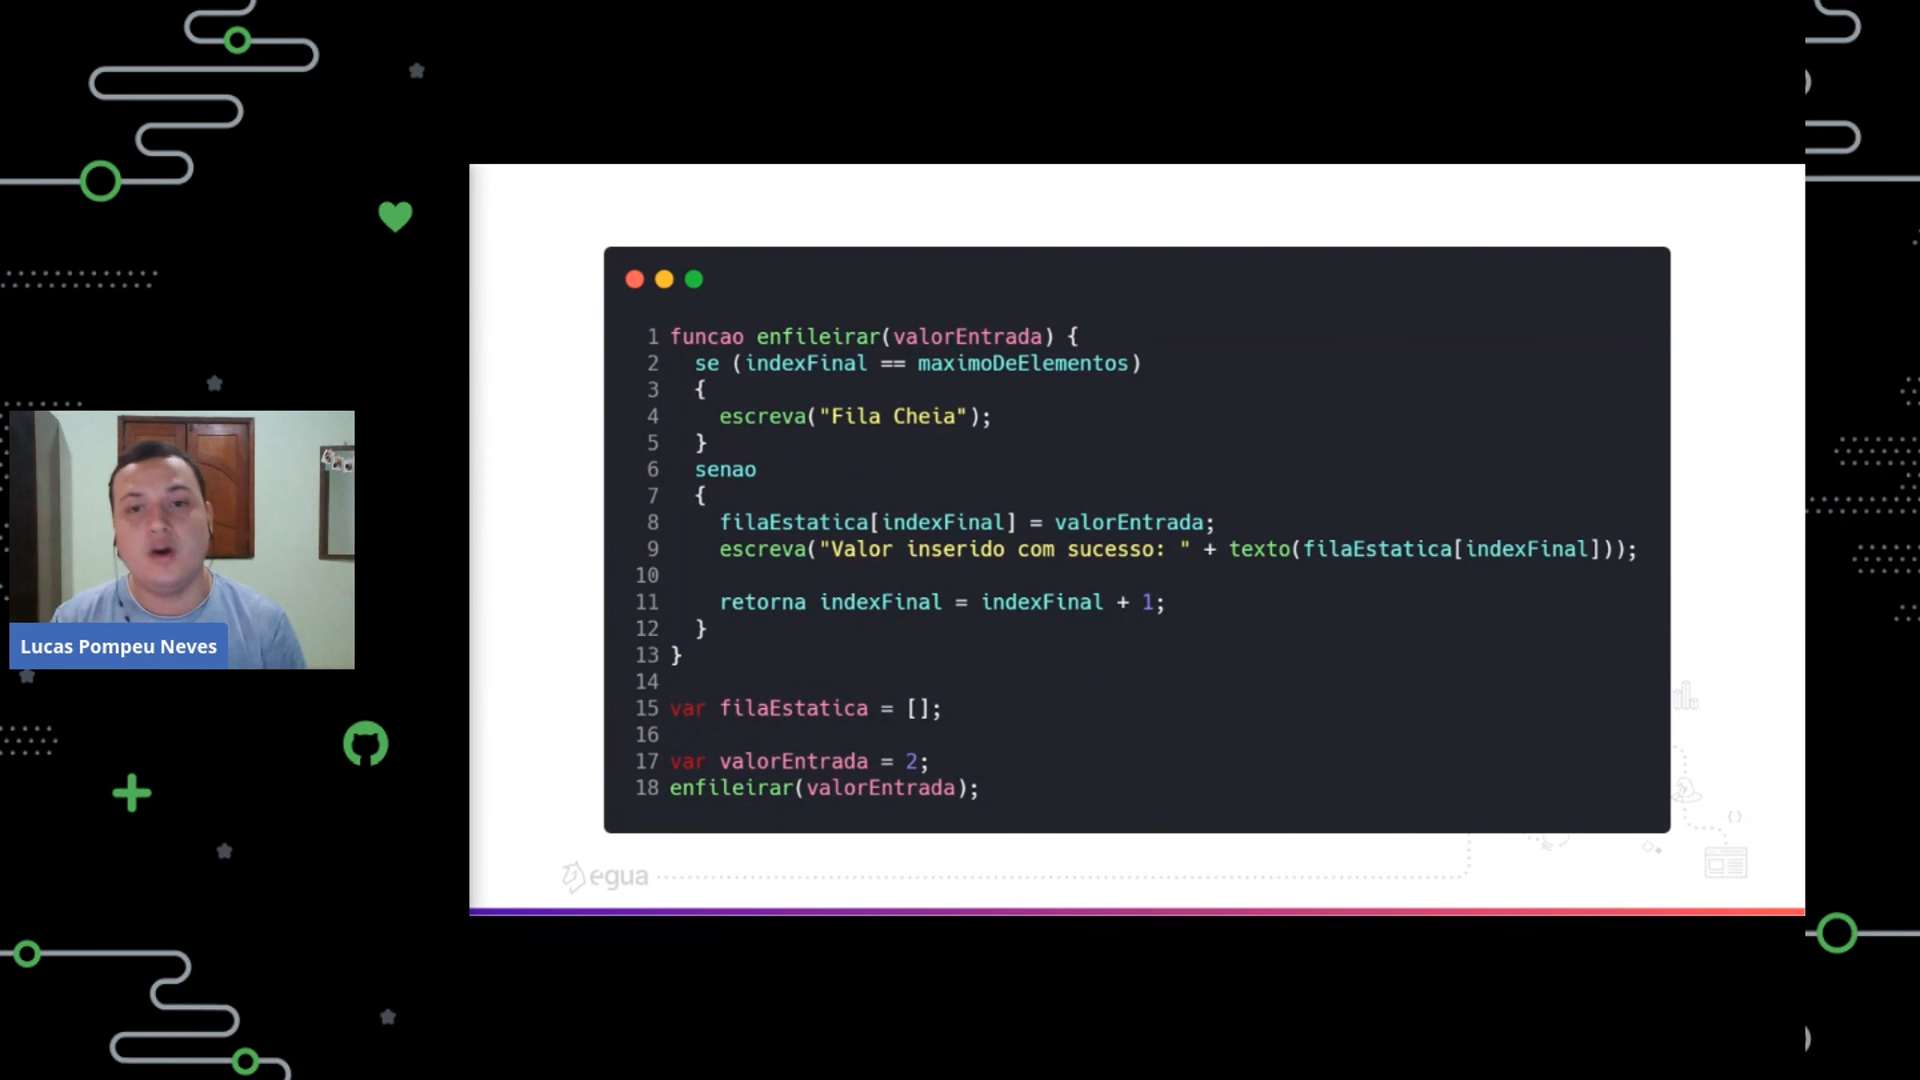 1 funcao enfileirar(valorEntrada) {
2 se (indexFinal == maximoDeElementos)
3 {
4 escreva("Fila Cheia");
5 }
6 senao
7 {
8 filaEstatica[indexFinal] = valorEntrada;
9 escreva("Valor inserido com sucesso: " + texto(filaEstatica[indexFinal]));
10
11 retorna indexFinal = indexFinal + 1;
12 }
13 }
14
15 var filaEstatica = [];
16
17 var valorEntrada = 2;
18 enfileirar(valorEntrada);
Lucas Pompeu Neves
egua